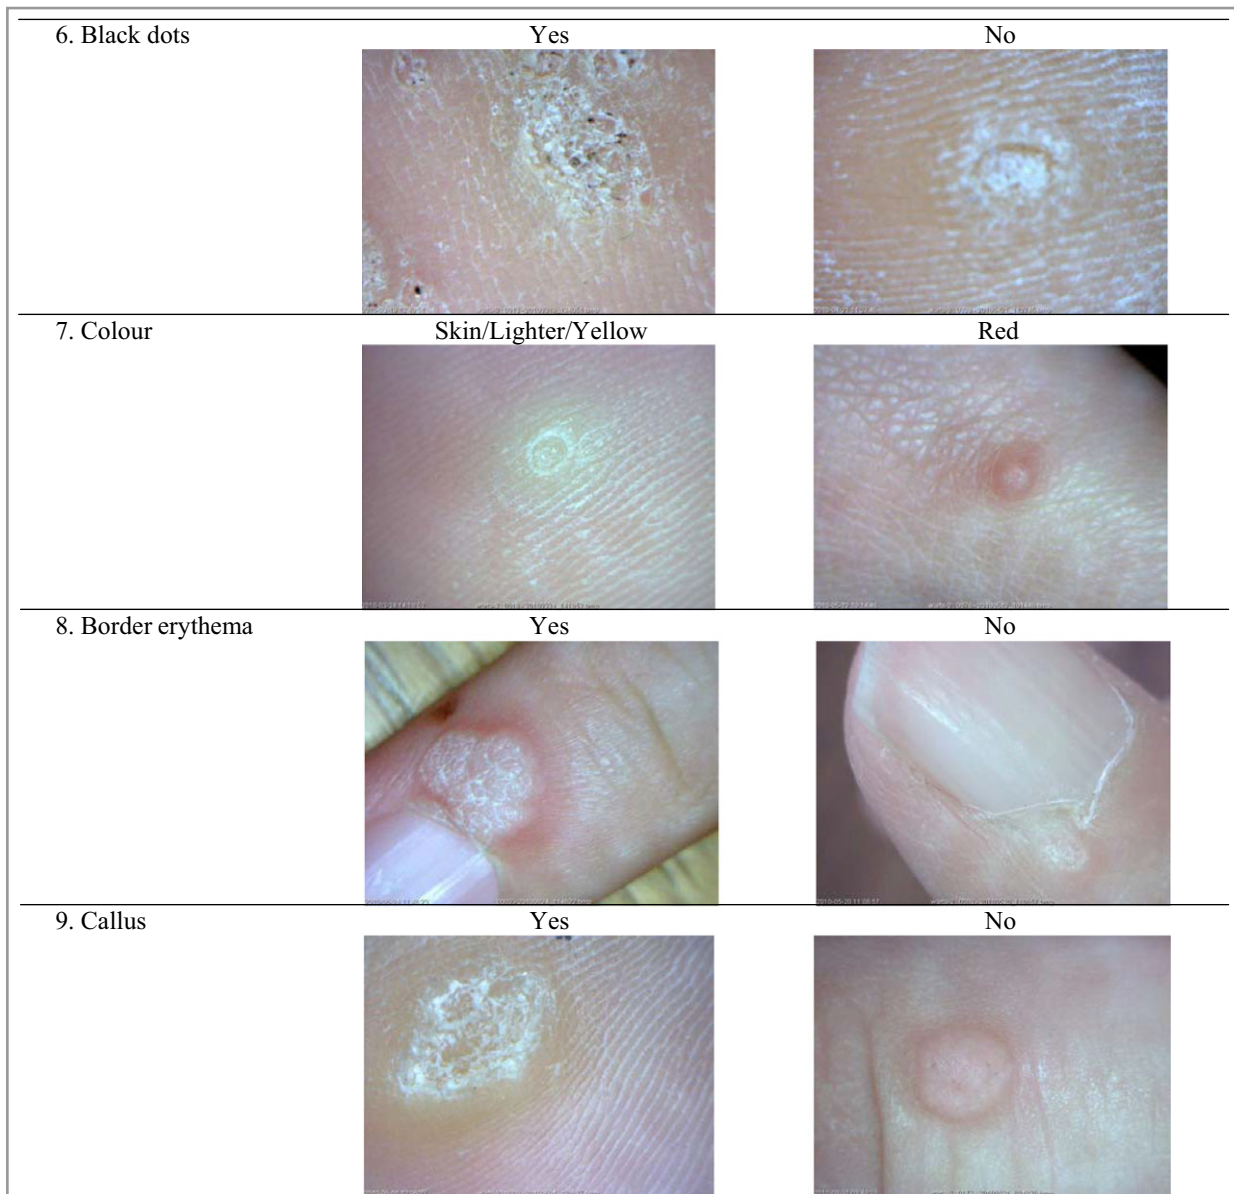 6. Black dots Yes No
7. Colour Skin/Lighter/Yellow Red
8. Border erythema Yes No
9. Callus Yes No